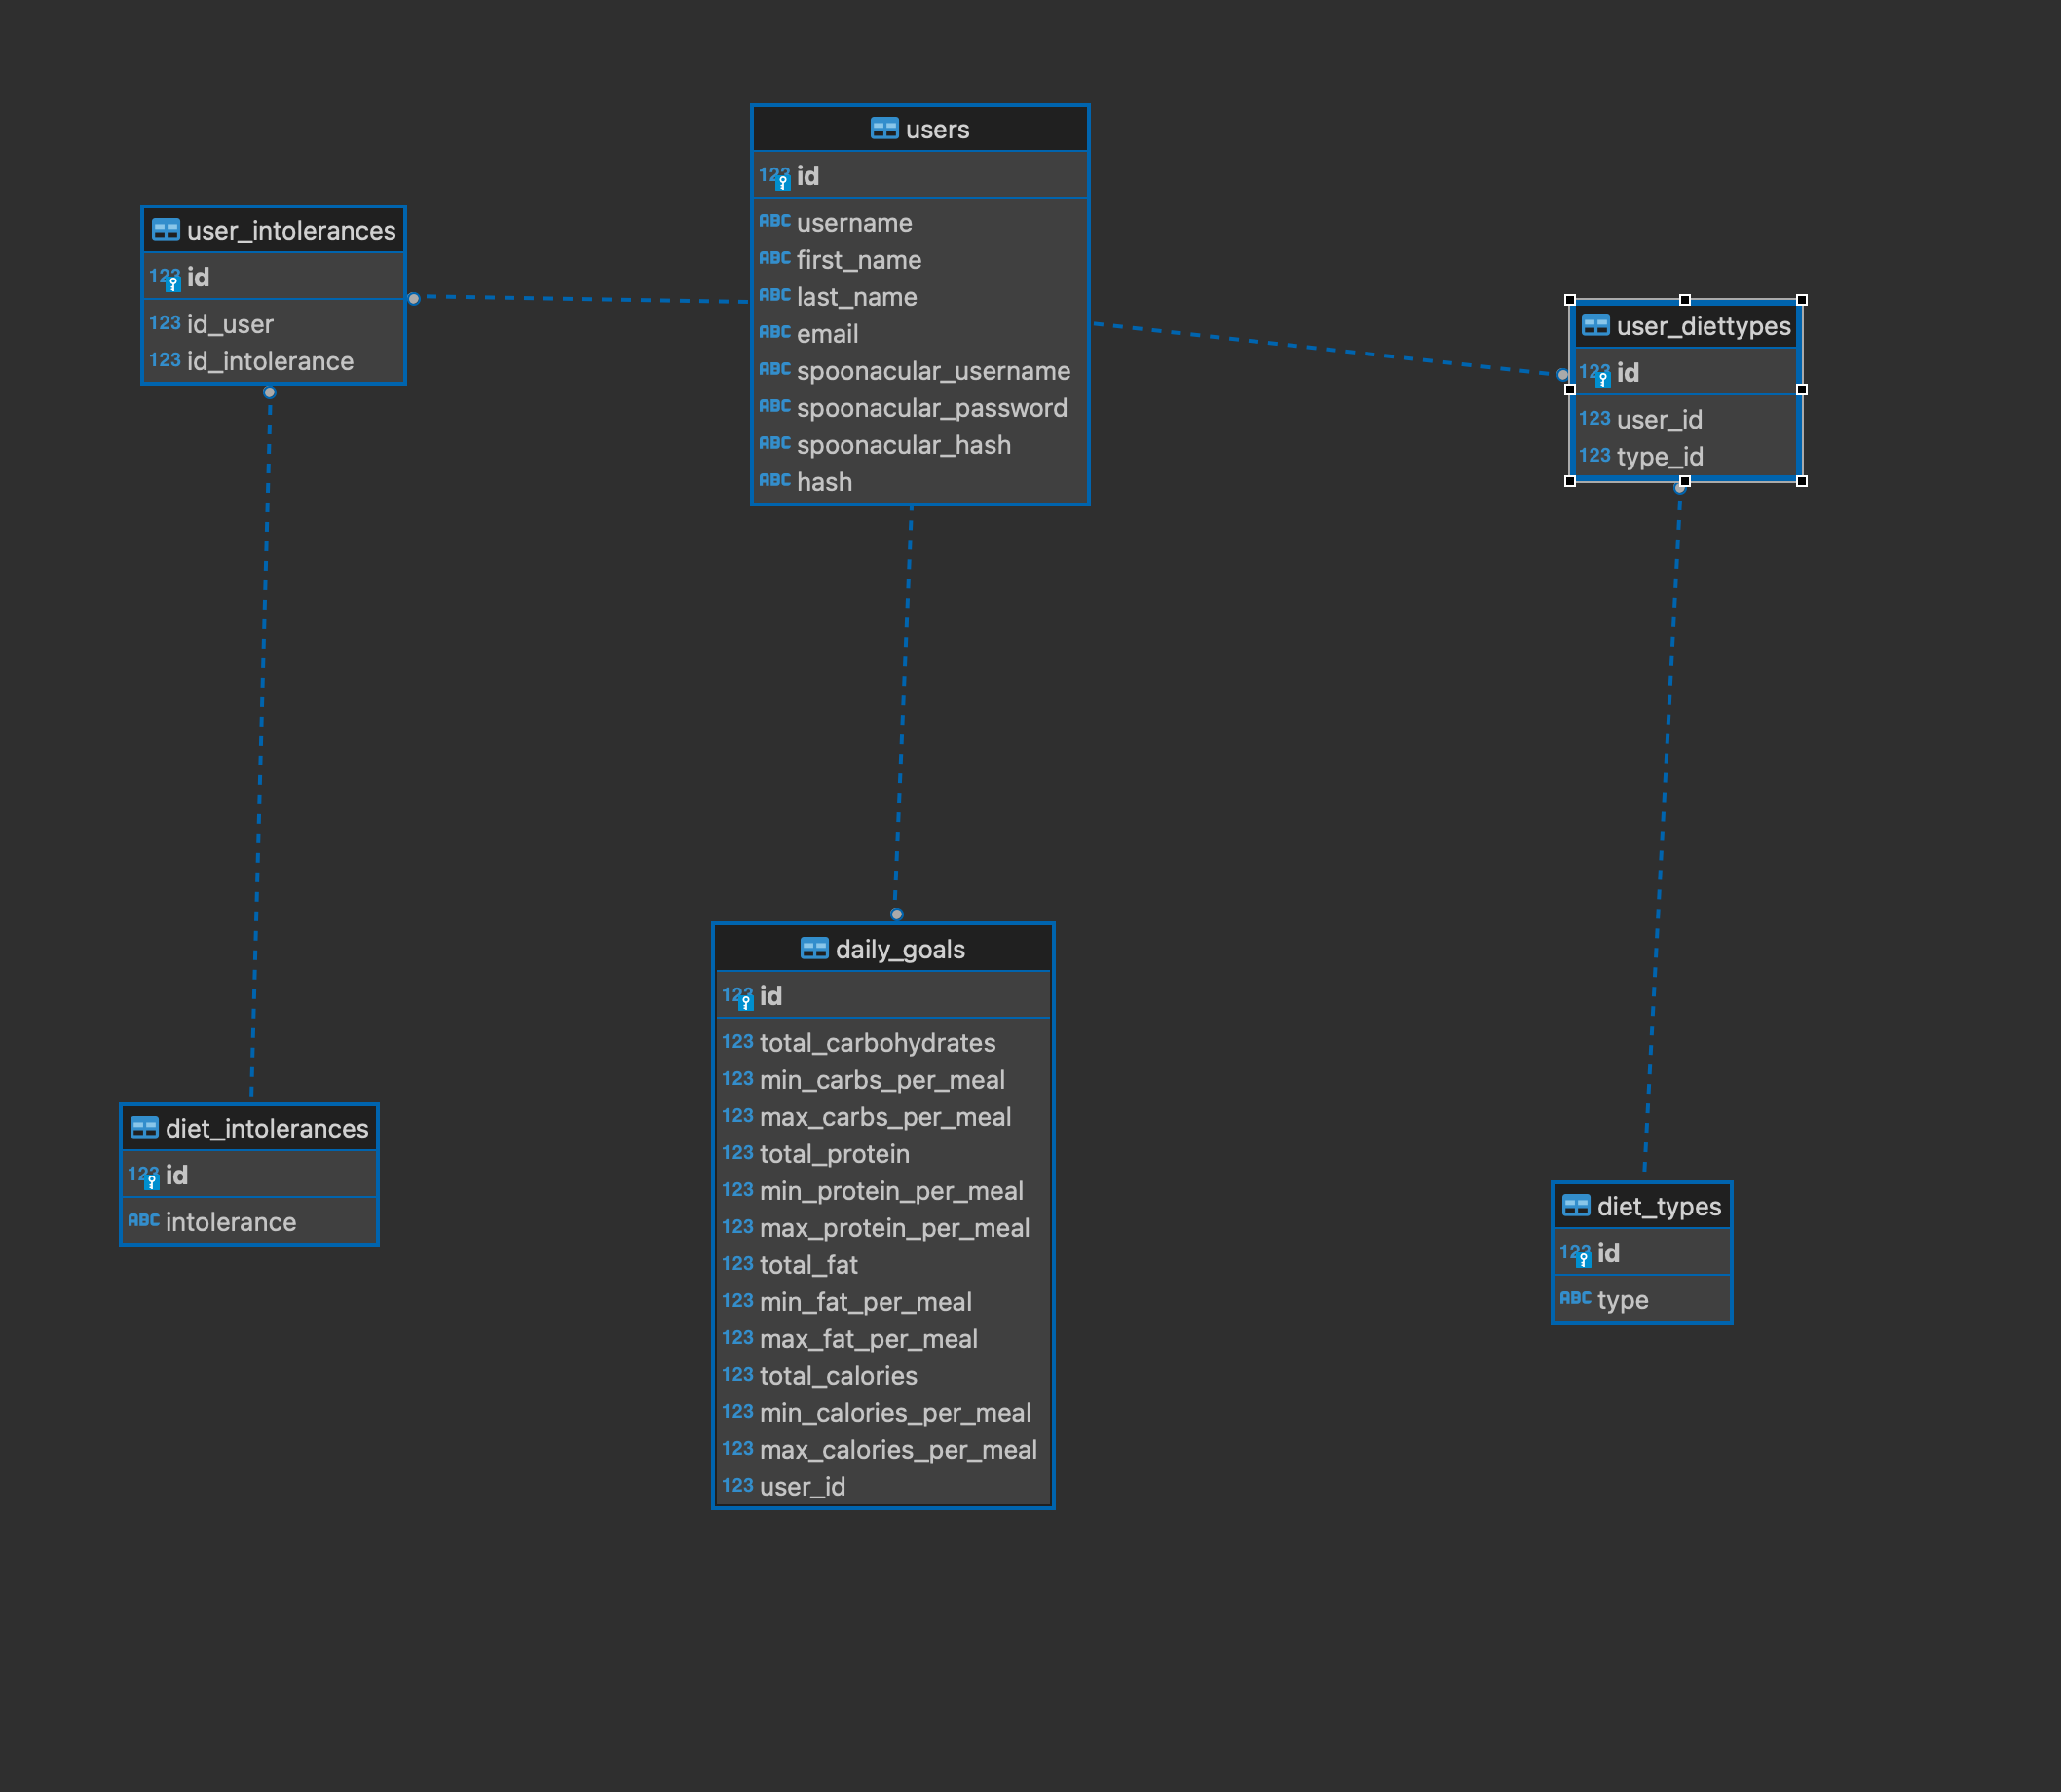 users
123 id
ABC username
ABC first_name
ABC last_name
ABC email
ABC spoonacular_username
ABC spoonacular_password
ABC spoonacular_hash
ABC hash
user_intolerances
123 id
123 id_user
123 id_intolerance
user_diettypes
123 id
123 user_id
123 type_id
daily_goals
123 id
123 total_carbohydrates
123 min_carbs_per_meal
123 max_carbs_per_meal
123 total_protein
123 min_protein_per_meal
123 max_protein_per_meal
123 total_fat
123 min_fat_per_meal
123 max_fat_per_meal
123 total_calories
123 min_calories_per_meal
123 max_calories_per_meal
123 user_id
diet_intolerances
123 id
ABC intolerance
diet_types
123 id
ABC type